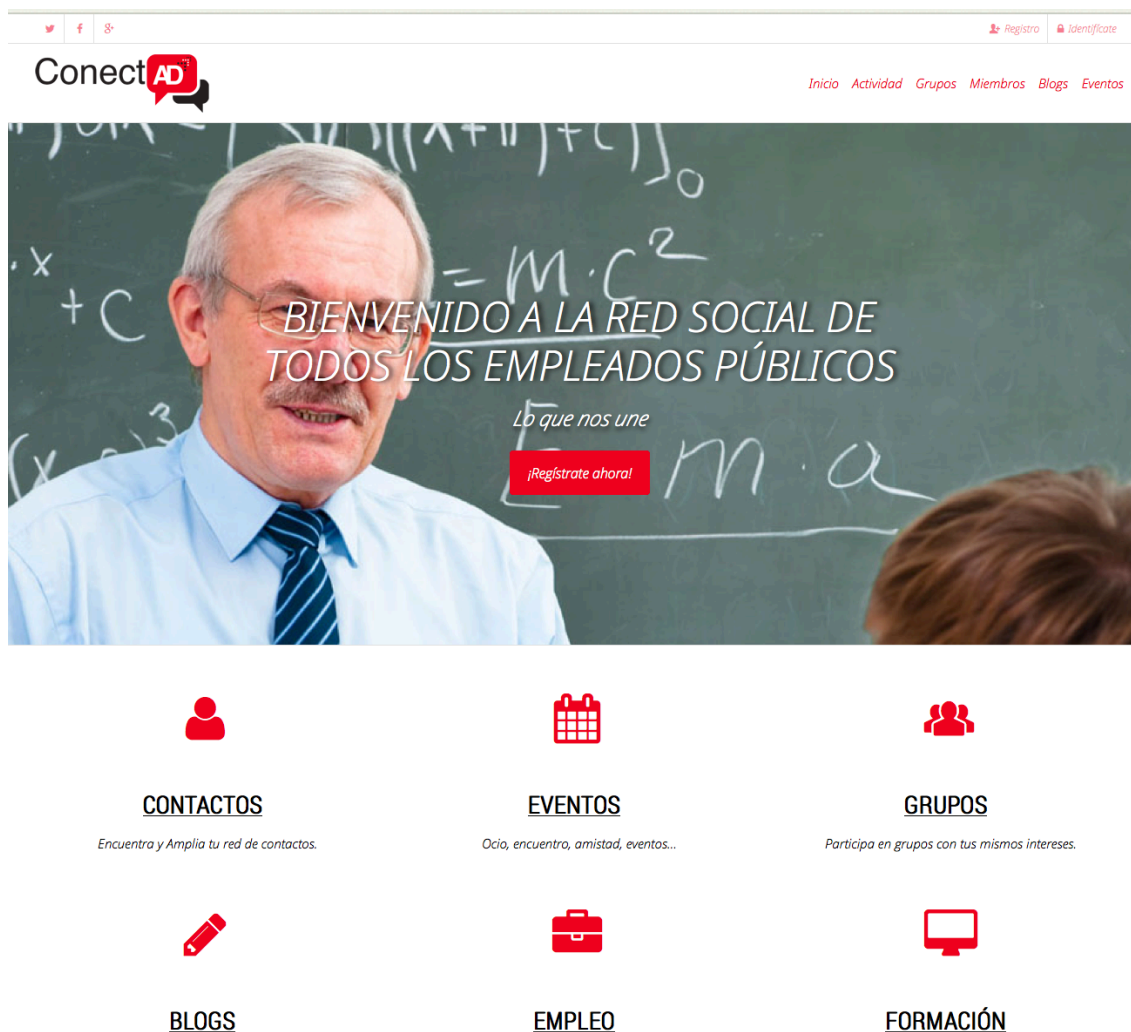 Registro Identifícate
ConectAD
Inicio Actividad Grupos Miembros Blogs Eventos
= m·c²
·x
+ C
BIENVENIDO A LA RED SOCIAL DE
TODOS LOS EMPLEADOS PÚBLICOS
Lo que nos une
¡Regístrate ahora!
m·a
CONTACTOS EVENTOS GRUPOS
Encuentra y Amplia tu red de contactos. Ocio, encuentro, amistad, eventos... Participa en grupos con tus mismos intereses.
BLOGS EMPLEO FORMACIÓN